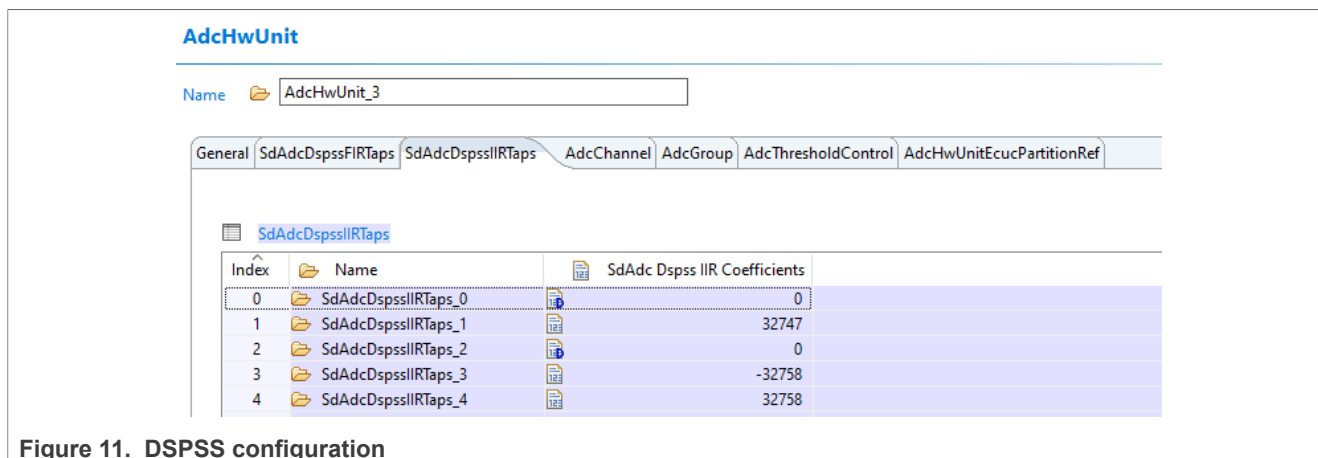 AdcHwUnit
Name AdcHwUnit_3
General SdAdcDspssFIRTaps SdAdcDspssIIRTaps AdcChannel AdcGroup AdcThresholdControl AdcHwUnitEcucPartitionRef
SdAdcDspssIIRTaps
Index Name SdAdc Dspss IIR Coefficients
0 SdAdcDspssIIRTaps_0 0
1 SdAdcDspssIIRTaps_1 32747
2 SdAdcDspssIIRTaps_2 0
3 SdAdcDspssIIRTaps_3 -32758
4 SdAdcDspssIIRTaps_4 32758
Figure 11. DSPSS configuration